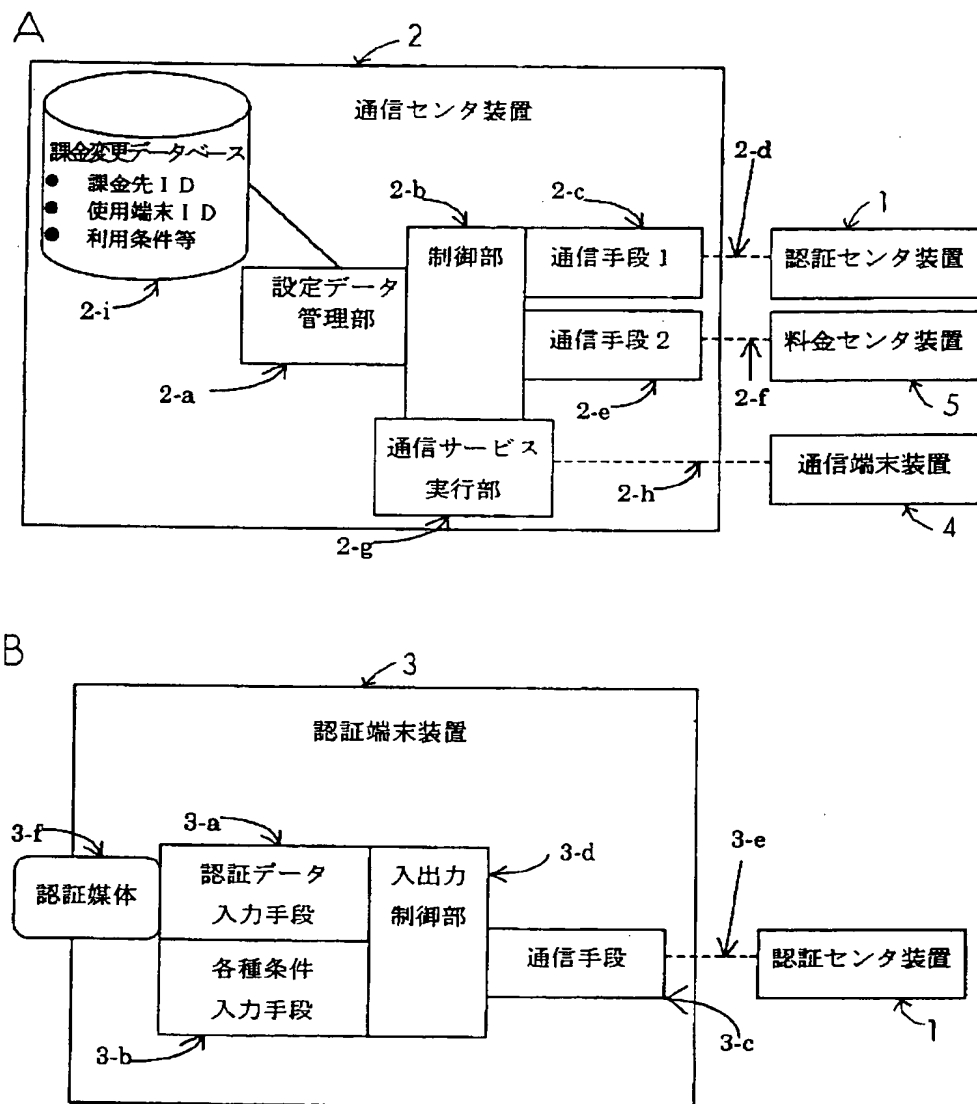 A
2
通信センタ装置
課金変更データベース
● 課金先ID
● 使用端末ID
● 利用条件等
2-i
設定データ
管理部
2-a
2-b
制御部
2-c
通信手段1
2-d
1
認証センタ装置
通信手段2
2-e
2-f
料金センタ装置
5
通信サービス
実行部
2-g
2-h
通信端末装置
4
B
3
認証端末装置
3-f
認証媒体
3-a
認証データ
入力手段
各種条件
入力手段
3-b
入出力
制御部
3-d
通信手段
3-c
3-e
認証センタ装置
1